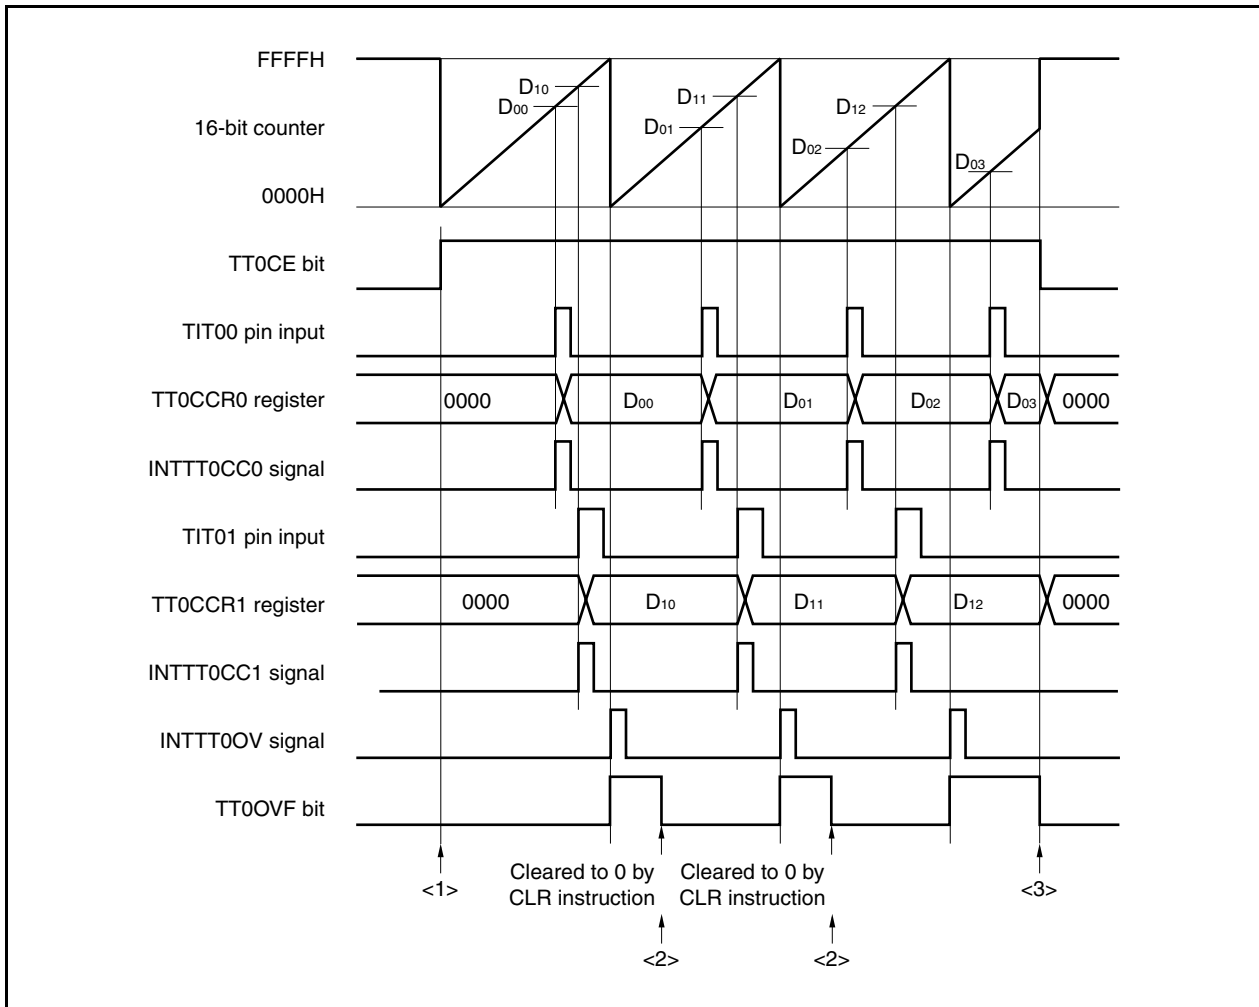 FFFFH
D10
D00
D11
D01
D12
D02
D03
16-bit counter
0000H
TT0CE bit
TIT00 pin input
TT0CCR0 register
0000 D00 D01 D02 D03 0000
INTTT0CC0 signal
TIT01 pin input
TT0CCR1 register
0000 D10 D11 D12 0000
INTTT0CC1 signal
INTTT0OV signal
TT0OVF bit
<1>
Cleared to 0 by
CLR instruction
Cleared to 0 by
CLR instruction
<3>
<2>
<2>